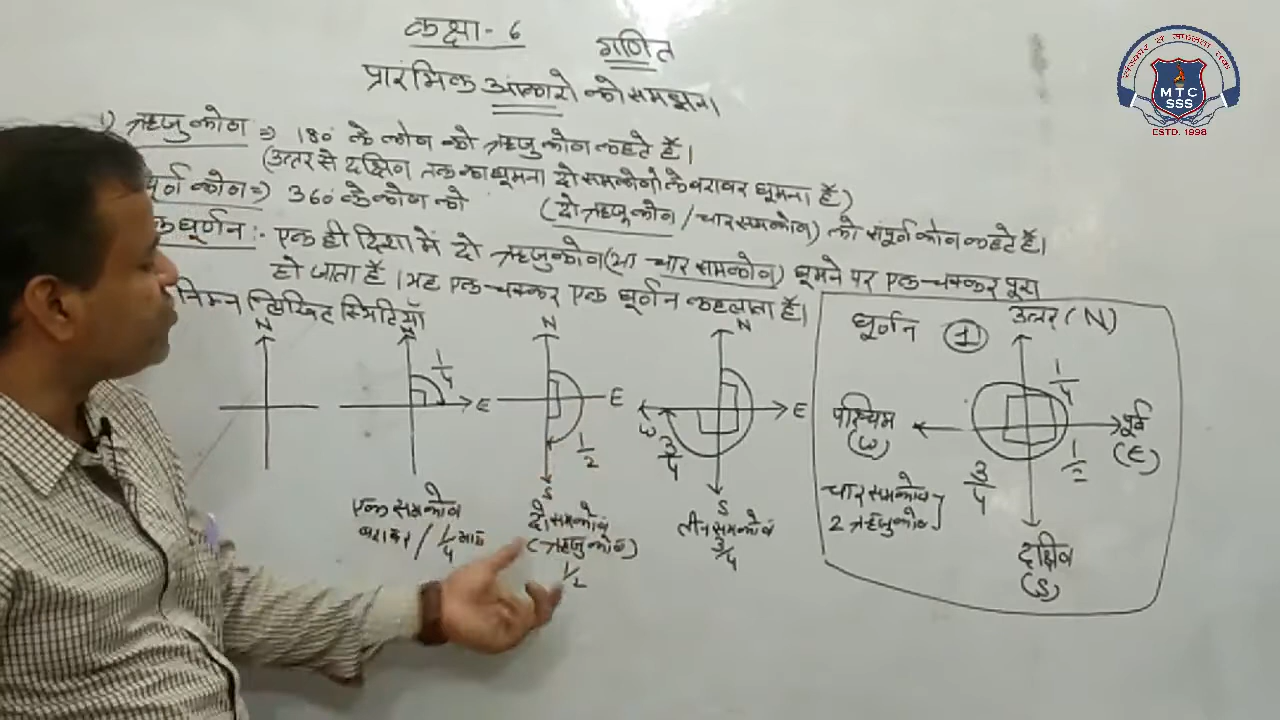 कक्षा - 6 गणित
प्रारंभिक आकारो को समझना
1) ऋजु कोण ⇒ 180° के कोण को ऋजु कोण कहते हैं।
(उत्तर से दक्षिण तक का घूमना दो समकोणो के बराबर घूमना है)
पूर्ण कोण ⇒ 360° के कोण को (दो ऋजु कोण / चार समकोण) को संपूर्ण कोण कहते हैं।
घूर्णन :- एक ही दिशा में दो ऋजुकोण (या चार समकोण) घूमने पर एक चक्कर पूरा
हो जाता है। यह एक चक्कर एक घूर्णन कहलाता है।
निम्न लिखित स्थितियाँ
N
N 1/4 E
N E 1/2 S
N E W 3/4 S
एक समकोण
बराबर / 1/4
दो समकोण
(ऋजु कोण)
1/2
तीन समकोण
3/4
घूर्णन 1 उत्तर (N)
1/4
पश्चिम
(W)
पूर्व
(E)
1/2
3/4
चार समकोण
2 ऋजुकोण
दक्षिण
(S)
संस्कार से सफलता तक
MTC
SSS
ESTD. 1998